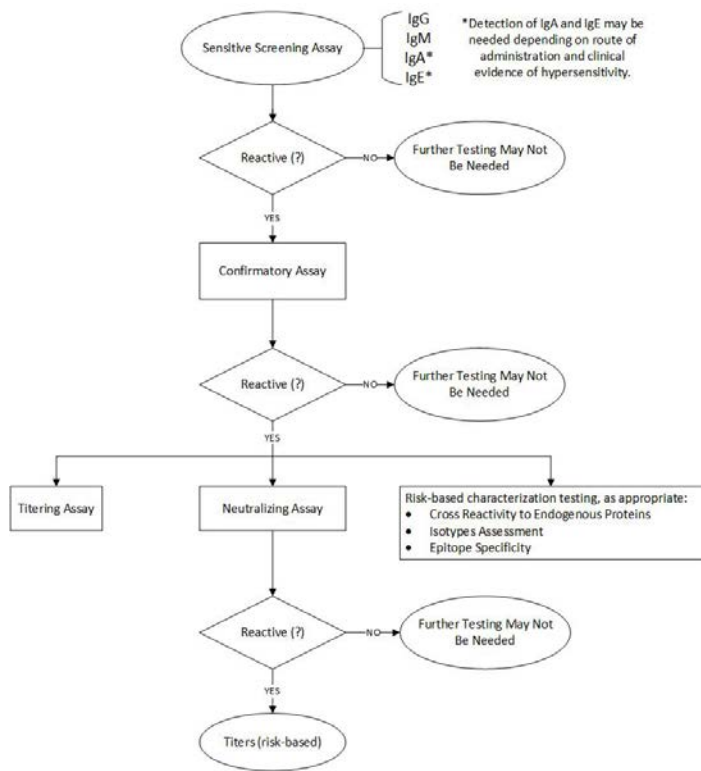 Sensitive Screening Assay
IgG
IgM
IgA*
IgE*
*Detection of IgA and IgE may be
needed depending on route of
administration and clinical
evidence of hypersensitivity.
Reactive (?)
NO
Further Testing May Not
Be Needed
YES
Confirmatory Assay
Reactive (?)
NO
Further Testing May Not
Be Needed
YES
Titering Assay
Neutralizing Assay
Risk-based characterization testing, as appropriate:
• Cross Reactivity to Endogenous Proteins
• Isotypes Assessment
• Epitope Specificity
Reactive (?)
NO
Further Testing May Not
Be Needed
YES
Titers (risk-based)